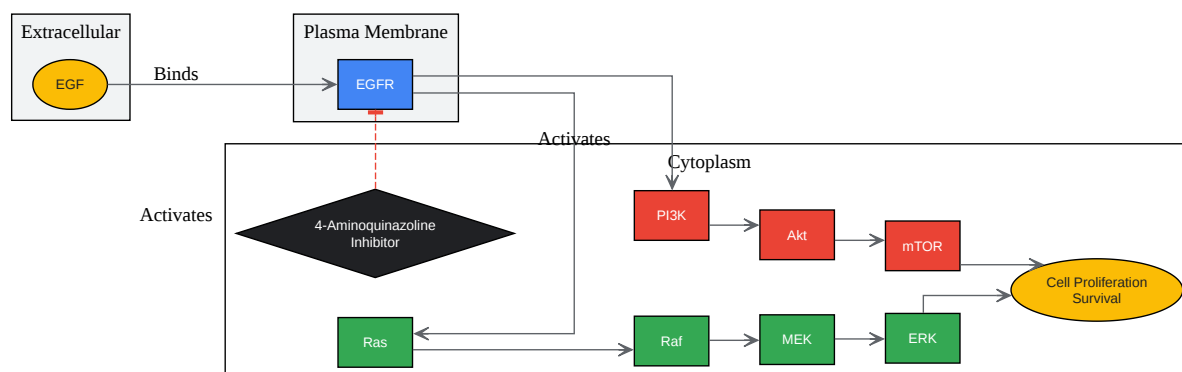 Extracellular
Plasma Membrane
EGF
Binds
EGFR
Activates
Cytoplasm
Activates
4-Aminoquinazoline
Inhibitor
PI3K
Akt
mTOR
Cell Proliferation
Survival
Ras
Raf
MEK
ERK